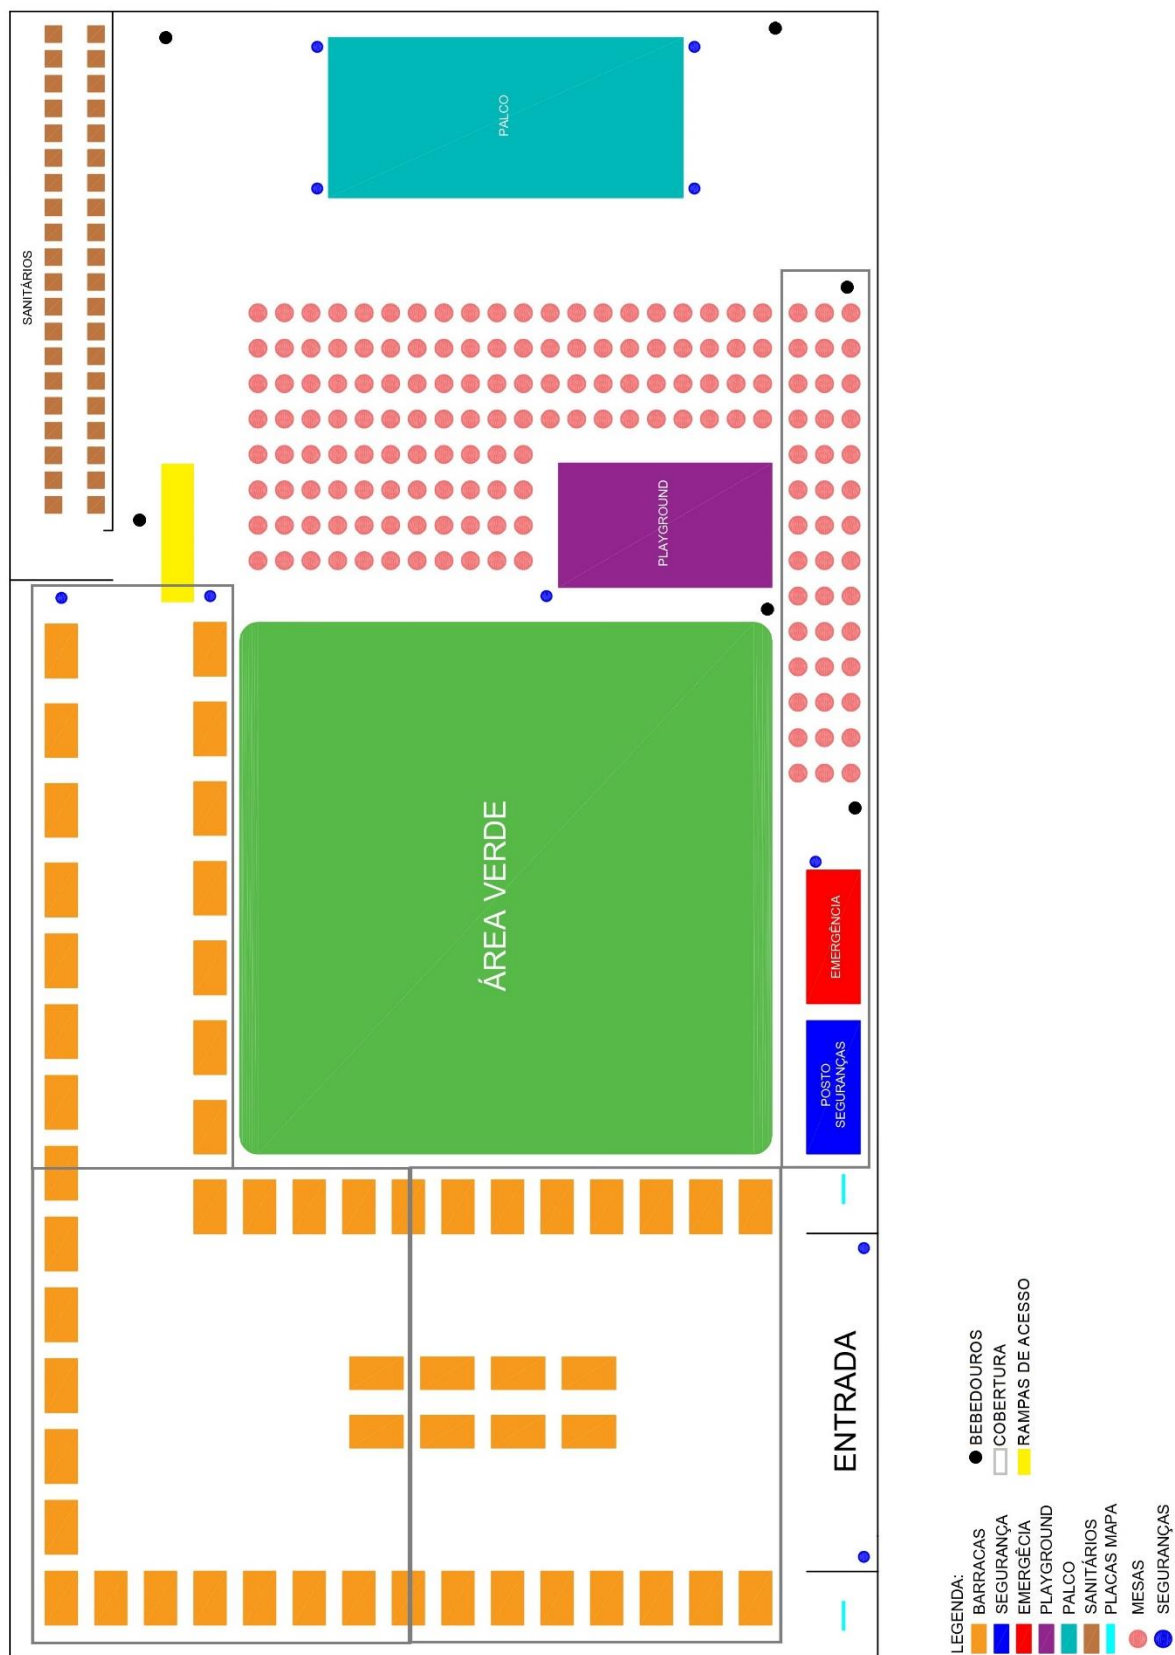 SANITÁRIOS
PALCO
PLAYGROUND
ÁREA VERDE
EMERGÊNCIA
POSTO
SEGURANÇAS
ENTRADA
LEGENDA:
BARRACAS
SEGURANÇA
EMERGÊCIA
PLAYGROUND
PALCO
SANITÁRIOS
PLACAS MAPA
MESAS
SEGURANÇAS
BEBEDOUROS
COBERTURA
RAMPAS DE ACESSO